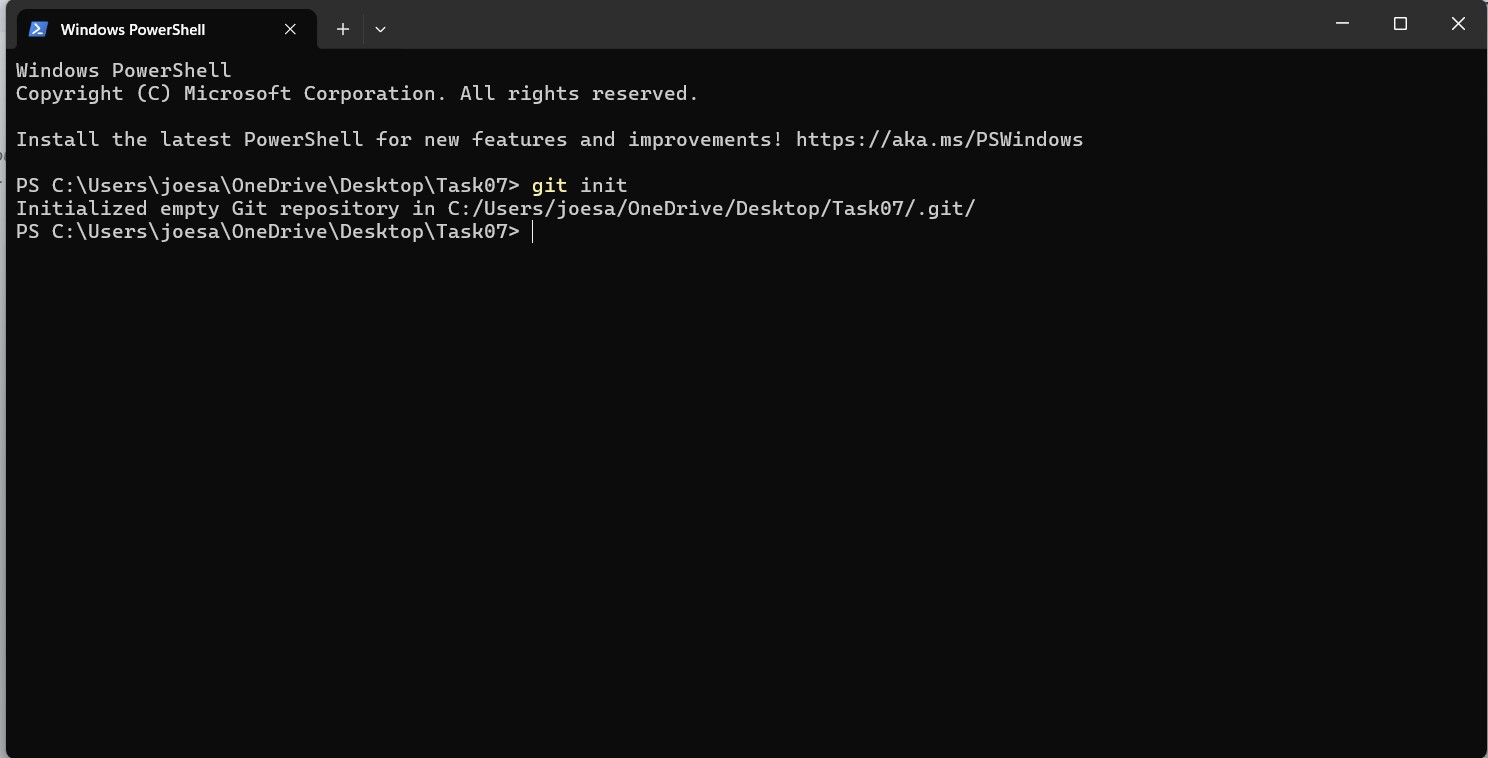 Windows PowerShell
Windows PowerShell
Copyright (C) Microsoft Corporation. All rights reserved.
Install the latest PowerShell for new features and improvements! https://aka.ms/PSWindows
PS C:\Users\joesa\OneDrive\Desktop\Task07> git init
Initialized empty Git repository in C:/Users/joesa/OneDrive/Desktop/Task07/.git/
PS C:\Users\joesa\OneDrive\Desktop\Task07>